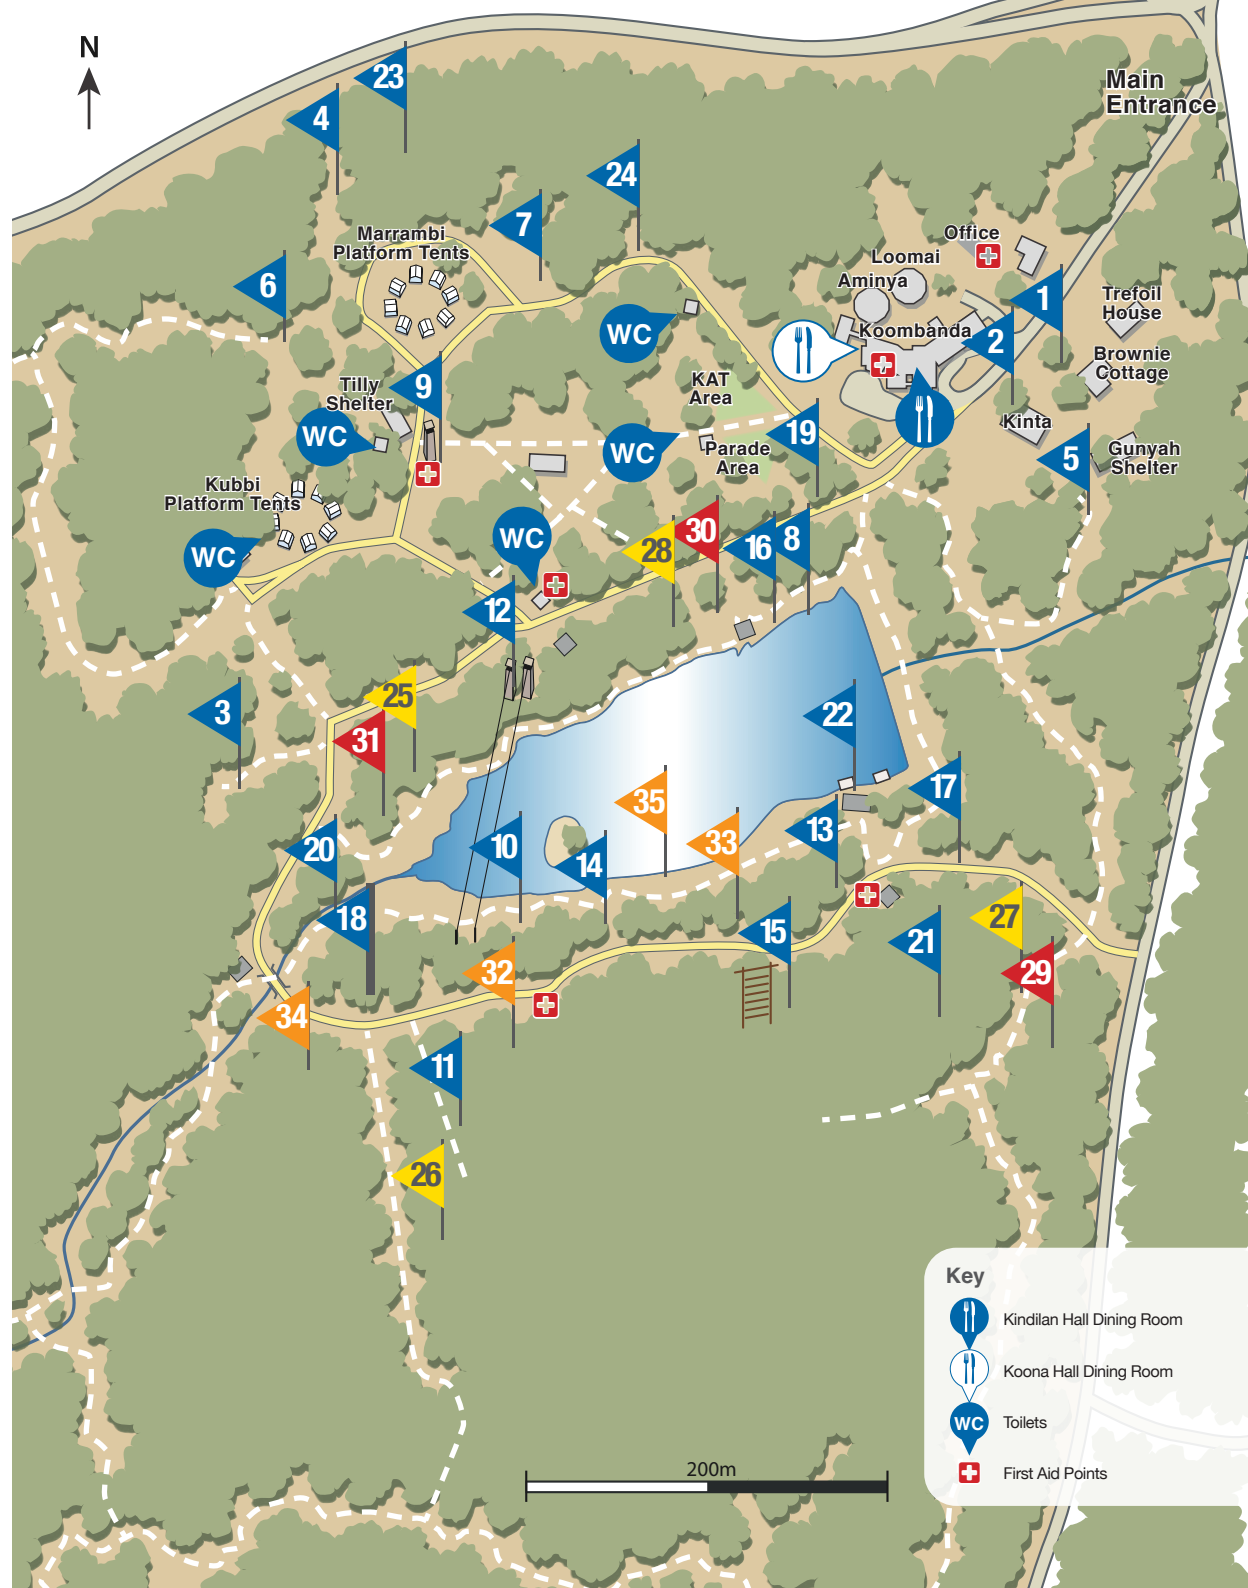 N
Main
Entrance
23
4
24
7
Marrambi
Platform Tents
Office
Loomai
Aminya
6
1
Trefoil
House
WC
Koombanda
2
Brownie
Cottage
9
Tilly
Shelter
KAT
Area
WC
19
Kinta
WC
Parade
Area
5
Gunyah
Shelter
Kubbi
Platform Tents
WC
WC
28
30
16
8
12
25
3
31
22
35
17
20
10
14
33
13
18
15
21
27
32
29
34
11
26
Key
Kindilan Hall Dining Room
Koona Hall Dining Room
WC
Toilets
First Aid Points
200m